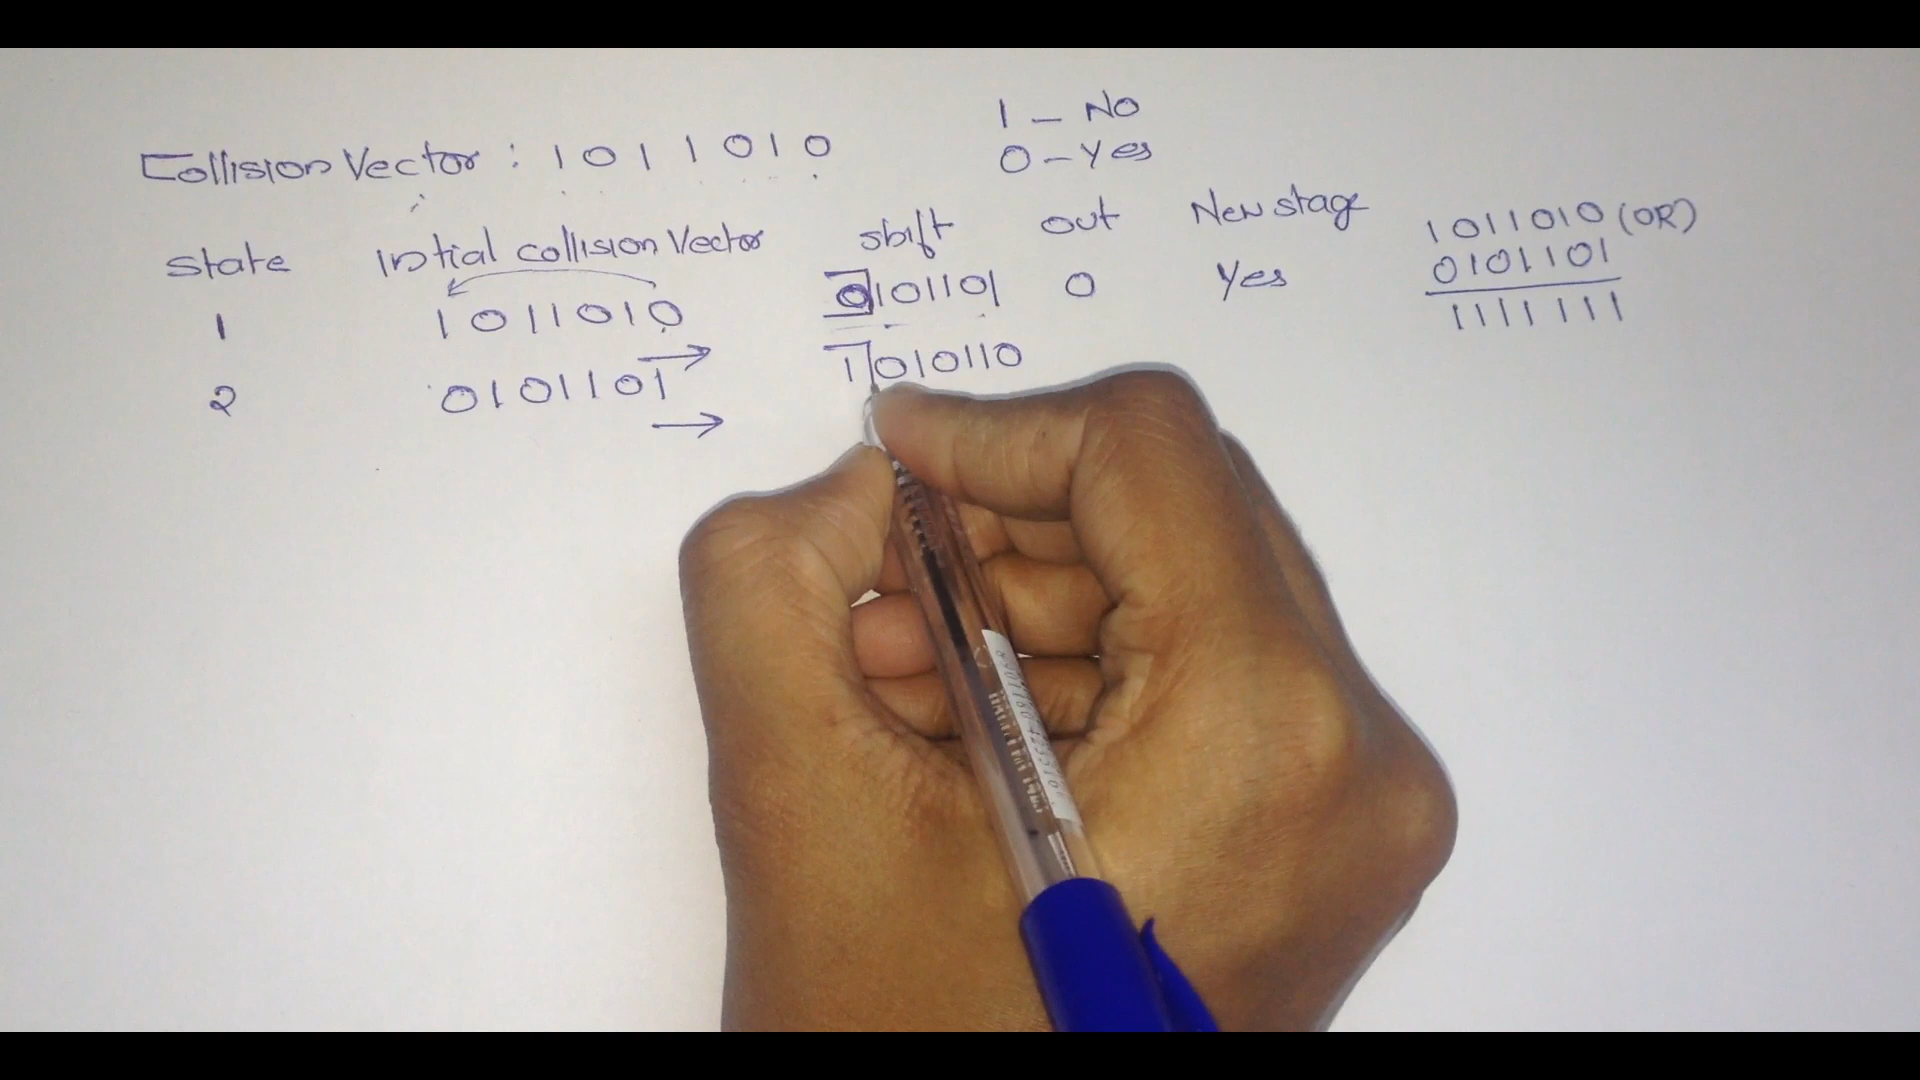 1 - No
Collision Vector : 1 0 1 1 0 1 0
0 - Yes
State Initial collision Vector shift out New stage
1011010 (OR)
0101101
1111111
1 1011010 0101101 0 Yes
2 0101101 1010110